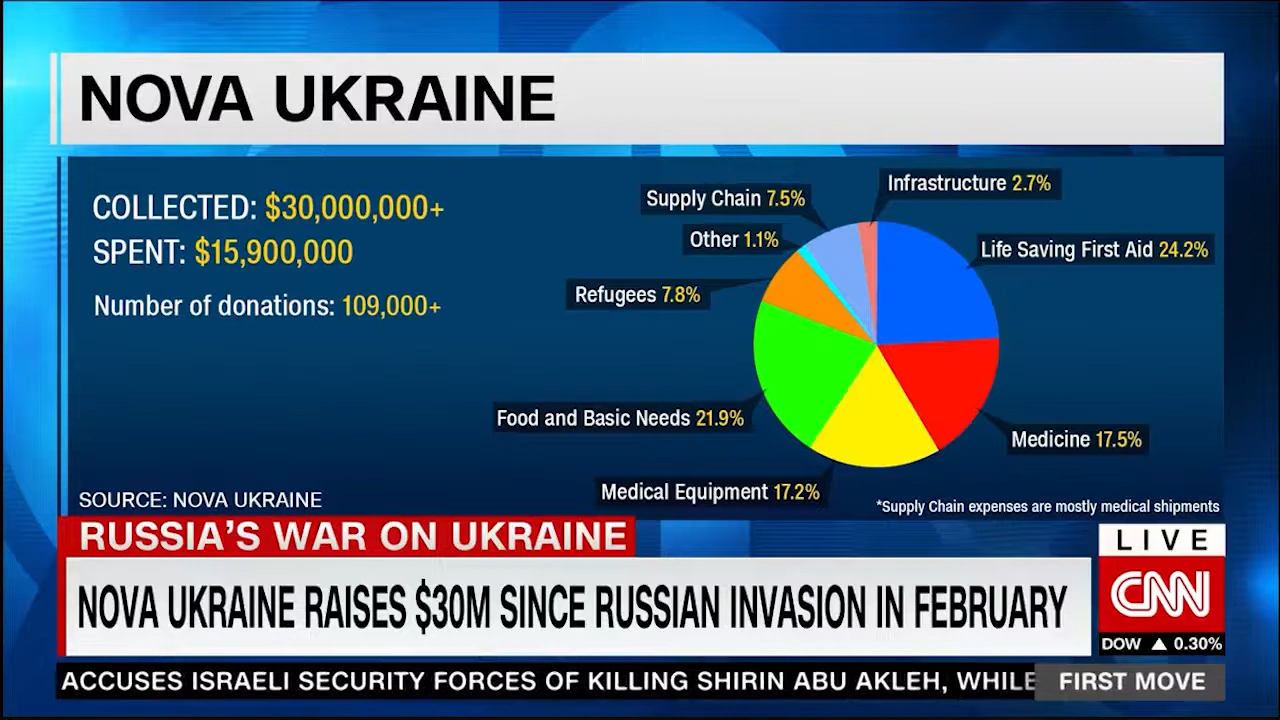 NOVA UKRAINE
COLLECTED: $30,000,000+
SPENT: $15,900,000
Number of donations: 109,000+
Infrastructure 2.7%
Supply Chain 7.5%
Other 1.1%
Life Saving First Aid 24.2%
Refugees 7.8%
Food and Basic Needs 21.9%
Medicine 17.5%
Medical Equipment 17.2%
SOURCE: NOVA UKRAINE
*Supply Chain expenses are mostly medical shipments
RUSSIA'S WAR ON UKRAINE
NOVA UKRAINE RAISES $30M SINCE RUSSIAN INVASION IN FEBRUARY
LIVE
CNN
DOW ▲ 0.30%
ACCUSES ISRAELI SECURITY FORCES OF KILLING SHIRIN ABU AKLEH, WHILE
FIRST MOVE